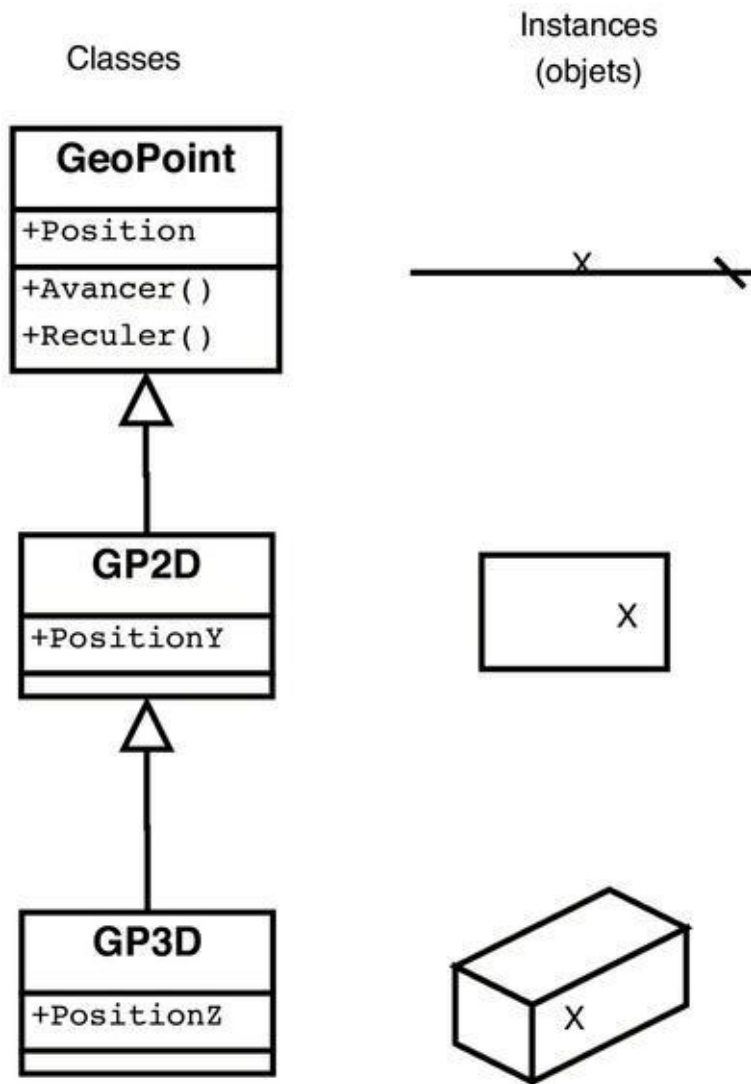 Classes
Instances
(objets)
GeoPoint
+Position
+Avancer()
+Reculer()
X
GP2D
+PositionY
X
GP3D
+PositionZ
X